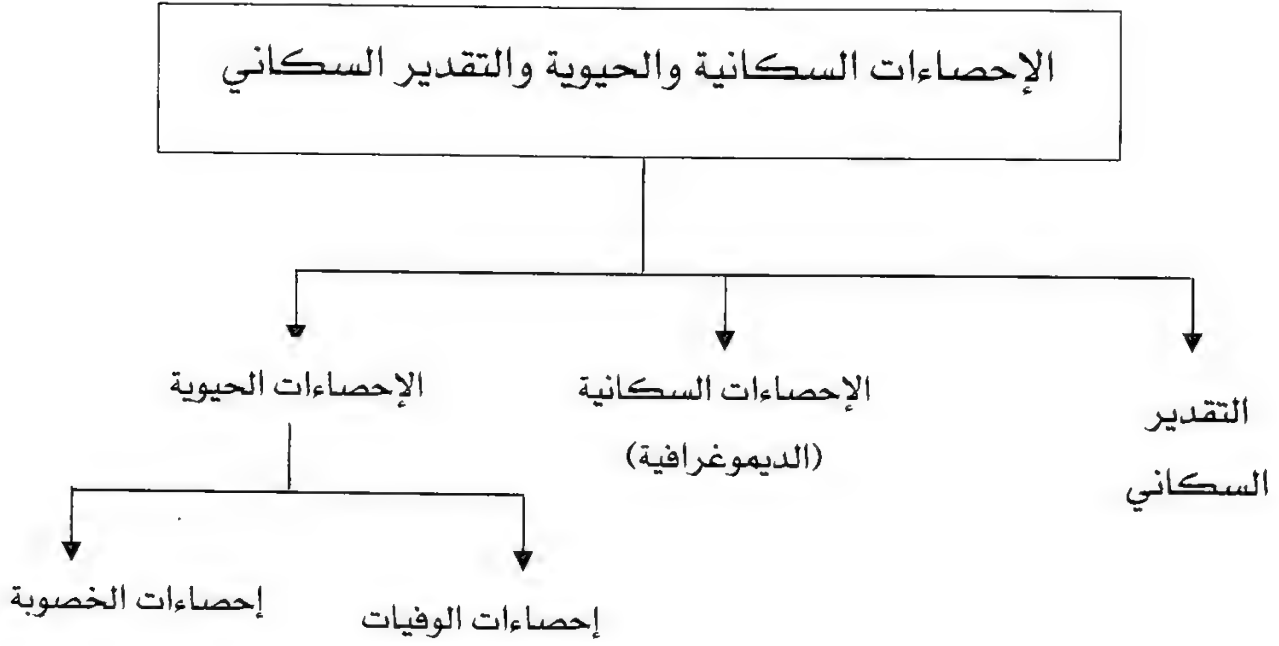 الإحصاءات السكانية والحيوية والتقدير السكاني
التقدير
السكاني
الإحصاءات السكانية
(الديموغرافية)
الإحصاءات الحيوية
إحصاءات الوفيات
إحصاءات الخصوبة